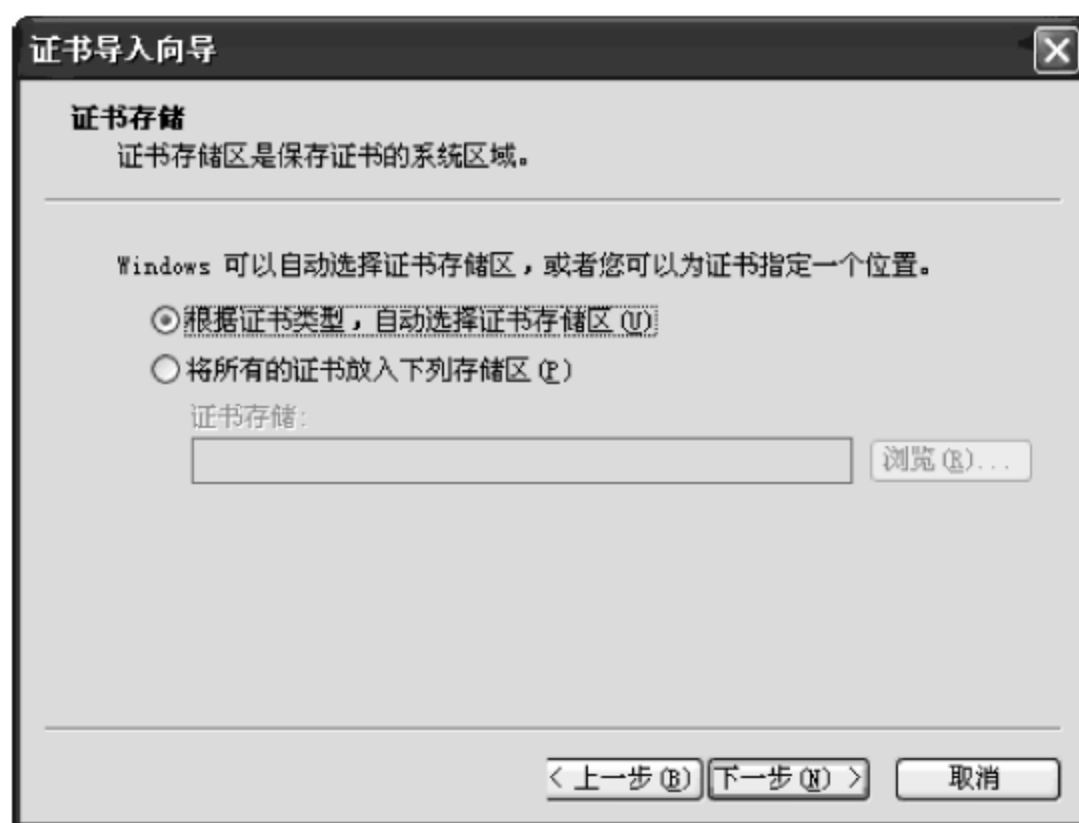 证书导入向导
证书存储
证书存储区是保存证书的系统区域。
Windows 可以自动选择证书存储区，或者您可以为证书指定一个位置。
根据证书类型，自动选择证书存储区(U)
将所有的证书放入下列存储区(P)
证书存储:
浏览(R)...
< 上一步(B) 下一步(N) > 取消